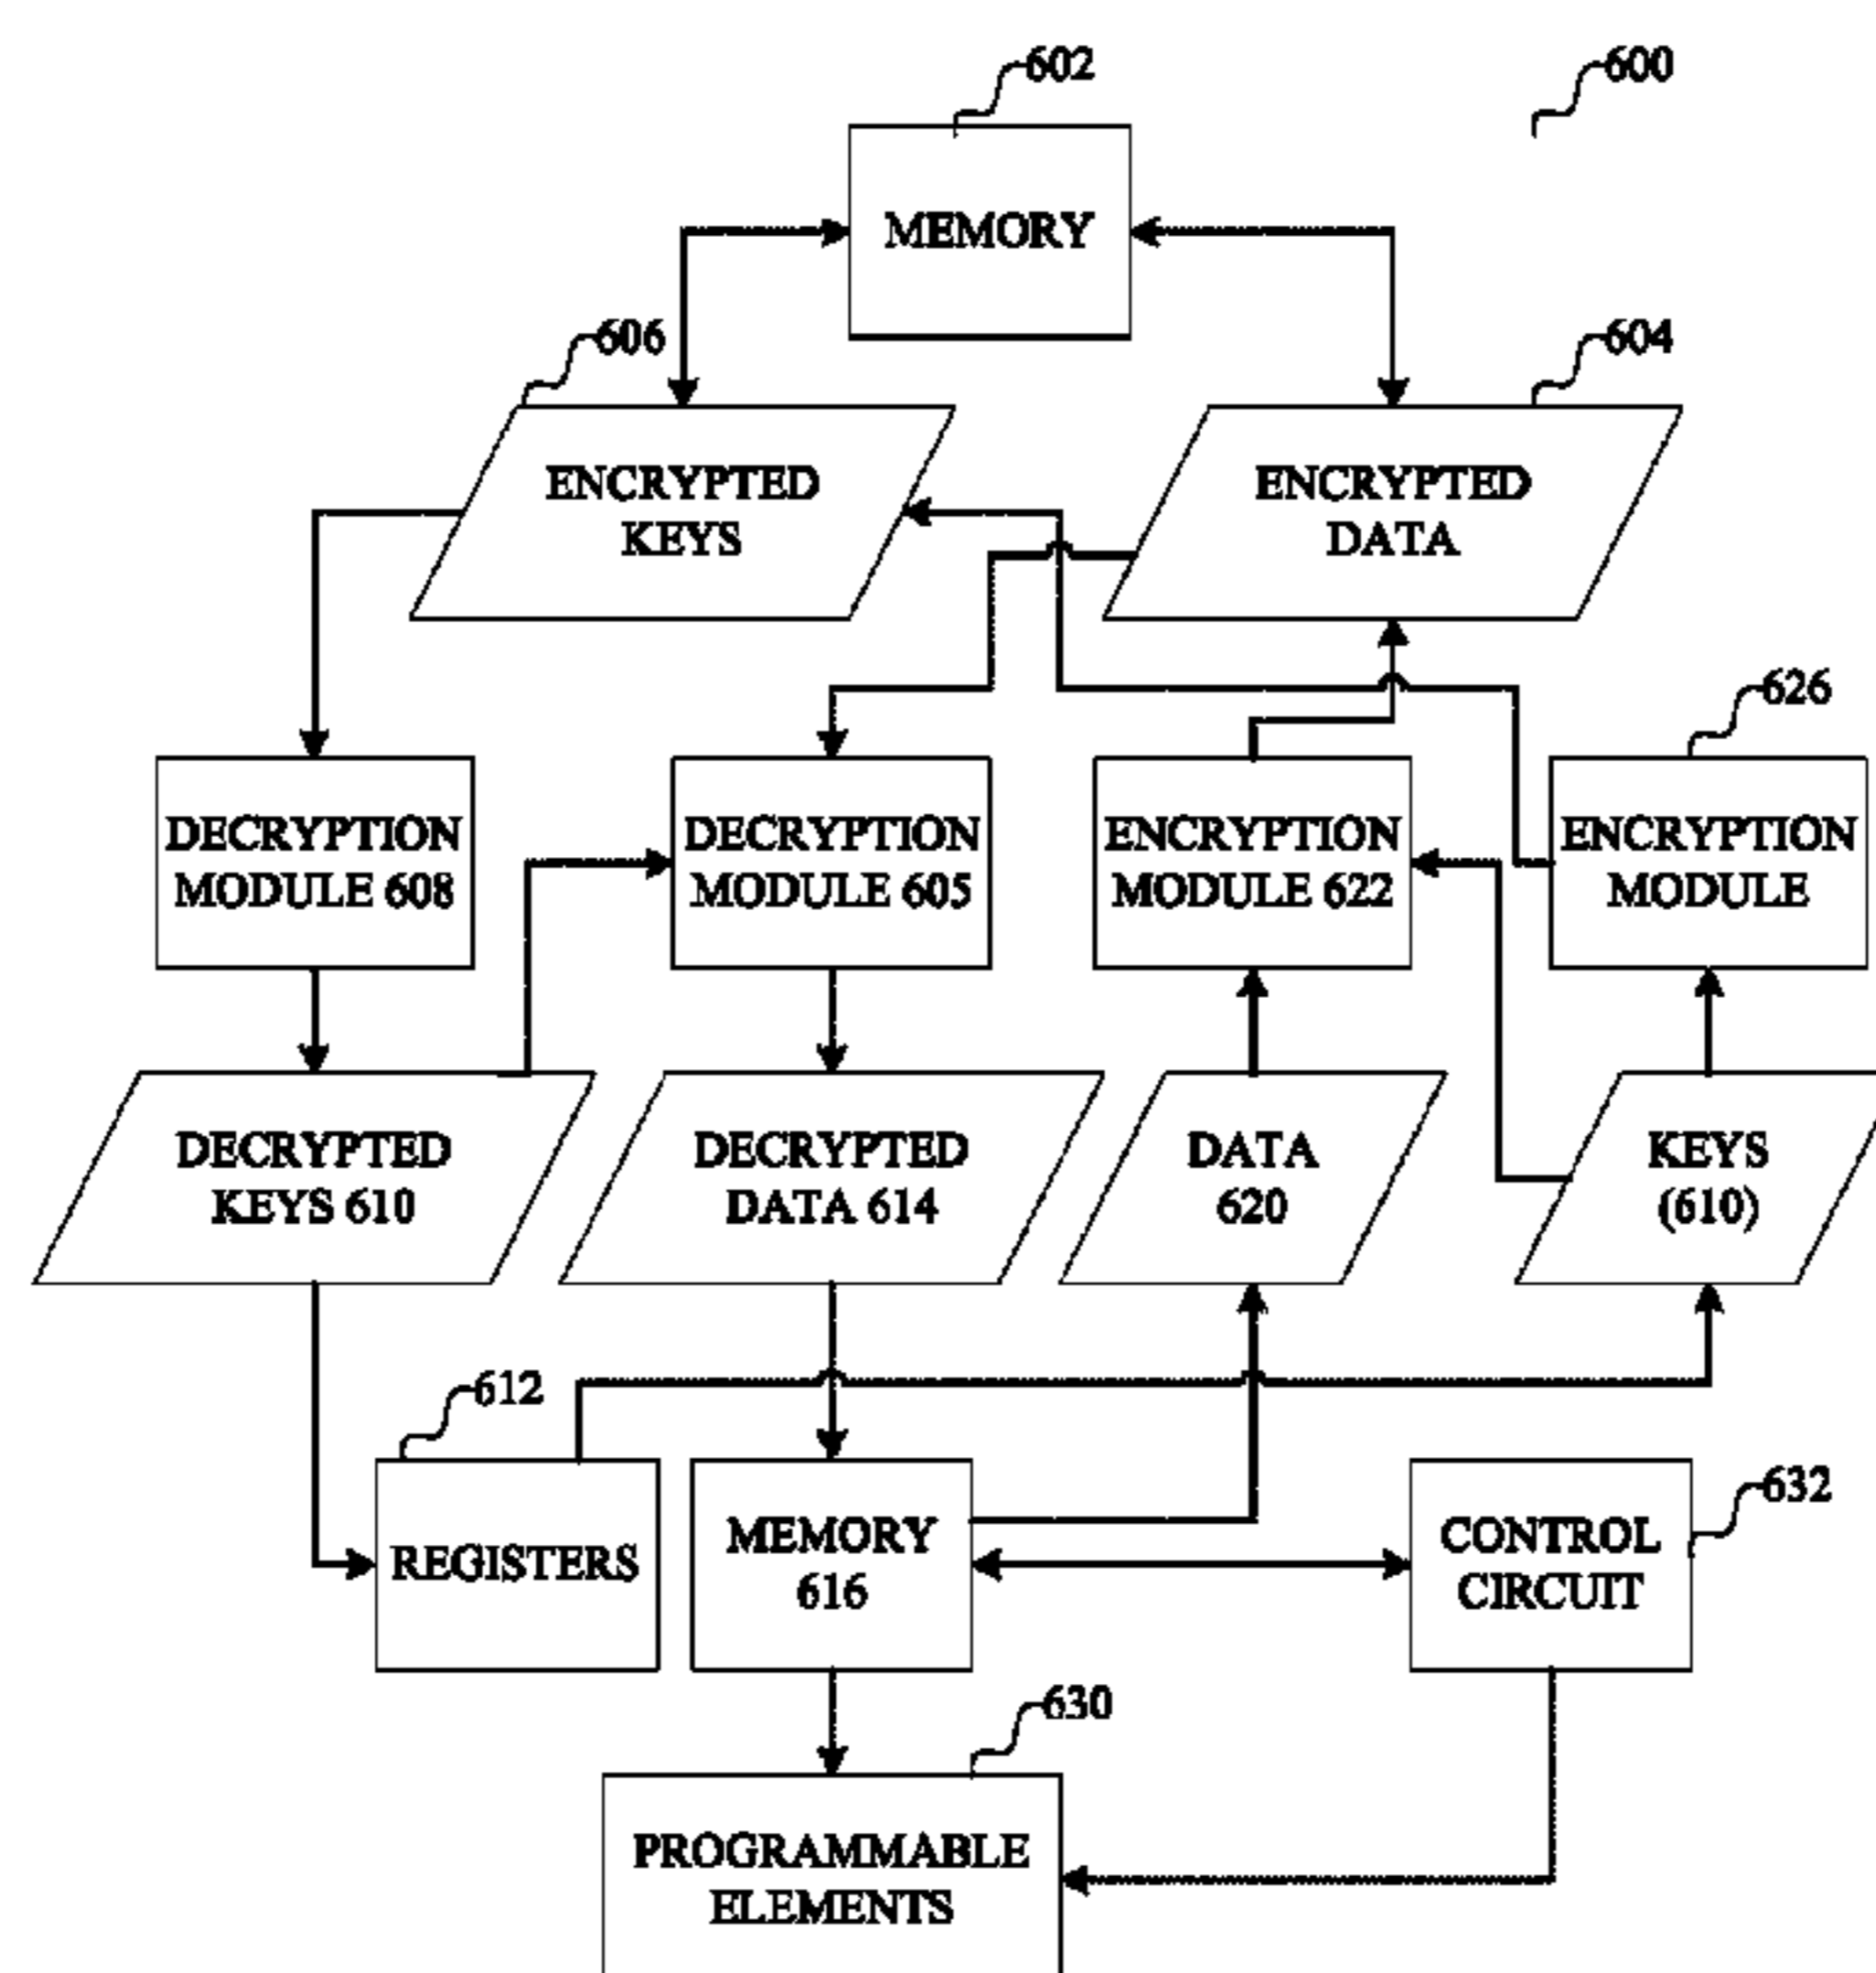 602
600
MEMORY
606
604
ENCRYPTED
KEYS
ENCRYPTED
DATA
626
DECRYPTION
MODULE 608
DECRYPTION
MODULE 605
ENCRYPTION
MODULE 622
ENCRYPTION
MODULE
DECRYPTED
KEYS 610
DECRYPTED
DATA 614
DATA
620
KEYS
(610)
612
REGISTERS
MEMORY
616
CONTROL
CIRCUIT
632
630
PROGRAMMABLE
ELEMENTS